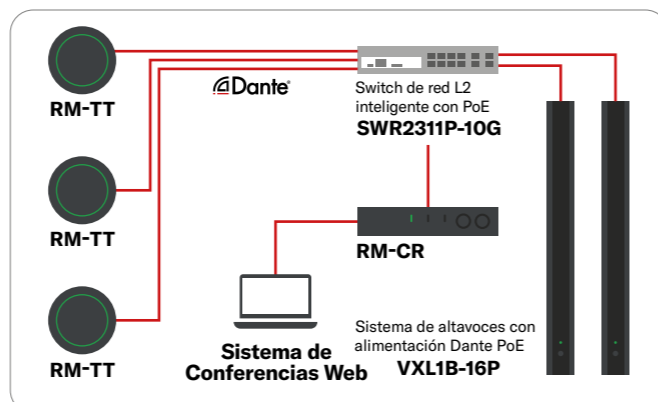 RM-TT
Dante
Switch de red L2
inteligente con PoE
SWR2311P-10G
RM-TT
RM-CR
RM-TT
Sistema de
Conferencias Web
Sistema de altavoces con
alimentación Dante PoE
VXL1B-16P